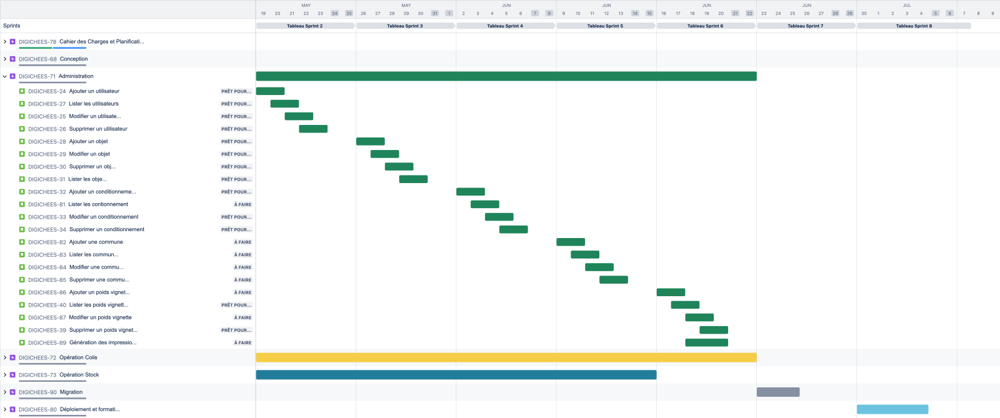 MAY MAY JUN JUN JUN JUN JUL
19 20 21 22 23 24 25 26 27 28 29 30 31 1 2 3 4 5 6 7 8 9 10 11 12 13 14 15 16 17 18 19 20 21 22 23 24 25 26 27 28 29 30 1 2 3 4 5 6 7 8 9
Sprints Tableau Sprint 2 Tableau Sprint 3 Tableau Sprint 4 Tableau Sprint 5 Tableau Sprint 6 Tableau Sprint 7 Tableau Sprint 8
DIGICHEES-78 Cahier des Charges et Planificati...
DIGICHEES-68 Conception
DIGICHEES-71 Administration
DIGICHEES-24 Ajouter un utilisateur PRÊT POUR...
DIGICHEES-27 Lister les utilisateurs PRÊT POUR...
DIGICHEES-25 Modifier un utilisate... PRÊT POUR...
DIGICHEES-26 Supprimer un utilisateur PRÊT POUR...
DIGICHEES-28 Ajouter un objet PRÊT POUR...
DIGICHEES-29 Modifier un objet PRÊT POUR...
DIGICHEES-30 Supprimer un obj... PRÊT POUR...
DIGICHEES-31 Lister les obje... PRÊT POUR...
DIGICHEES-32 Ajouter un conditionneme... PRÊT POUR...
DIGICHEES-81 Lister les contionnement À FAIRE
DIGICHEES-33 Modifier un conditionnement PRÊT POUR...
DIGICHEES-34 Supprimer un conditionnement PRÊT POUR...
DIGICHEES-82 Ajouter une commune À FAIRE
DIGICHEES-83 Lister les commun... À FAIRE
DIGICHEES-84 Modifier une commu... À FAIRE
DIGICHEES-85 Supprimer une commu... À FAIRE
DIGICHEES-86 Ajouter un poids vignet... À FAIRE
DIGICHEES-40 Lister les poids vignett... PRÊT POUR...
DIGICHEES-87 Modifier un poids vignette À FAIRE
DIGICHEES-39 Supprimer un poids vignet... PRÊT POUR...
DIGICHEES-89 Génération des impressio... À FAIRE
DIGICHEES-72 Opération Colis
DIGICHEES-73 Opération Stock
DIGICHEES-90 Migration
DIGICHEES-80 Déploiement et formati...